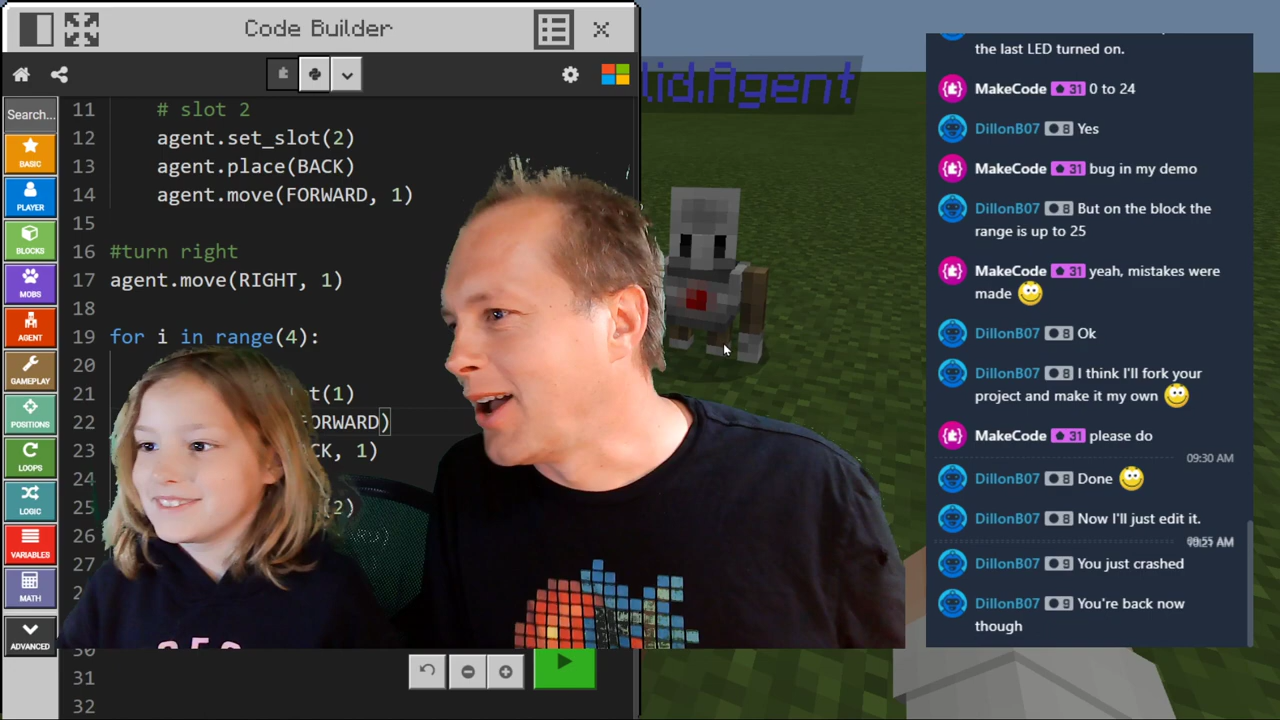 Code Builder
Search...
BASIC
PLAYER
BLOCKS
MOBS
AGENT
GAMEPLAY
POSITIONS
LOOPS
LOGIC
VARIABLES
MATH
ADVANCED
11 # slot 2
12 agent.set_slot(2)
13 agent.place(BACK)
14 agent.move(FORWARD, 1)
15
16 #turn right
17 agent.move(RIGHT, 1)
18
19 for i in range(4):
20
21 ot(1)
22 FORWARD)
23 CK, 1)
24
25 (2)
26 RD)
27
31
32
lid.Agent
the last LED turned on.
MakeCode 31 0 to 24
DillonB07 8 Yes
MakeCode 31 bug in my demo
DillonB07 8 But on the block the
range is up to 25
MakeCode 31 yeah, mistakes were
made
DillonB07 8 Ok
DillonB07 8 I think I'll fork your
project and make it my own
MakeCode 31 please do
09:30 AM
DillonB07 8 Done
DillonB07 8 Now I'll just edit it.
DillonB07 9 You just crashed
DillonB07 9 You're back now
though